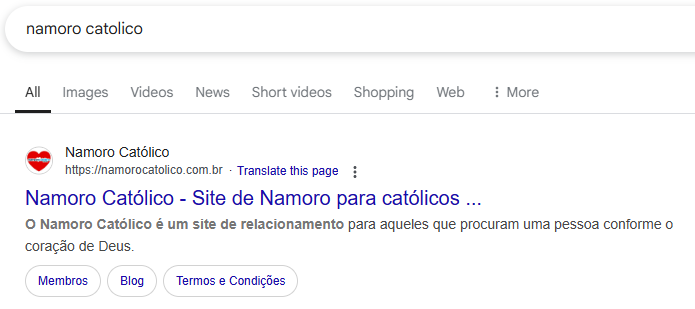 namoro catolico
All Images Videos News Short videos Shopping Web More
Namoro Católico
https://namorocatolico.com.br · Translate this page
Namoro Católico - Site de Namoro para católicos ...
O Namoro Católico é um site de relacionamento para aqueles que procuram uma pessoa conforme o
coração de Deus.
Membros Blog Termos e Condições